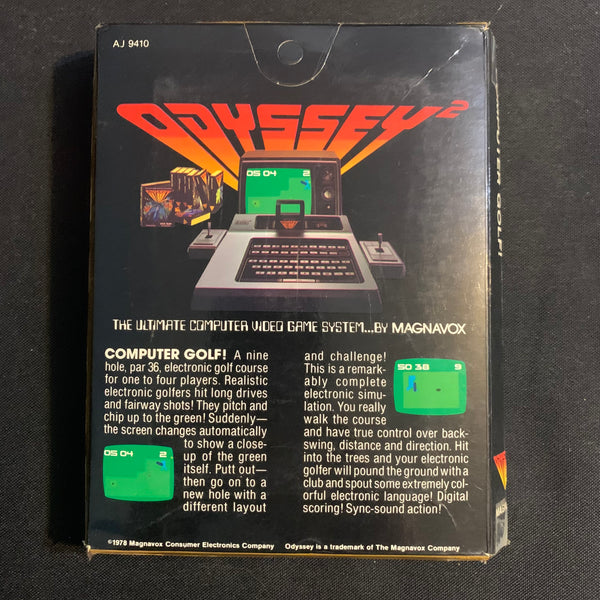 AJ 9410
ODYSSEY²
OS 04 2
THE ULTIMATE COMPUTER VIDEO GAME SYSTEM...BY MAGNAVOX
COMPUTER GOLF! A nine
hole, par 36, electronic golf course
for one to four players. Realistic
electronic golfers hit long drives
and fairway shots! They pitch and
chip up to the green! Suddenly—
the screen changes automatically
to show a close-
up of the green
itself. Putt out—
then go on to a
new hole with a
different layout
OS 04 2
and challenge!
This is a remark-
ably complete
electronic simu-
lation. You really
walk the course
and have true control over back-
swing, distance and direction. Hit
into the trees and your electronic
golfer will pound the ground with a
club and spout some extremely col-
orful electronic language! Digital
scoring! Sync-sound action!
SO 38 9
©1978 Magnavox Consumer Electronics Company Odyssey is a trademark of The Magnavox Company
COMPUTER GOLF!